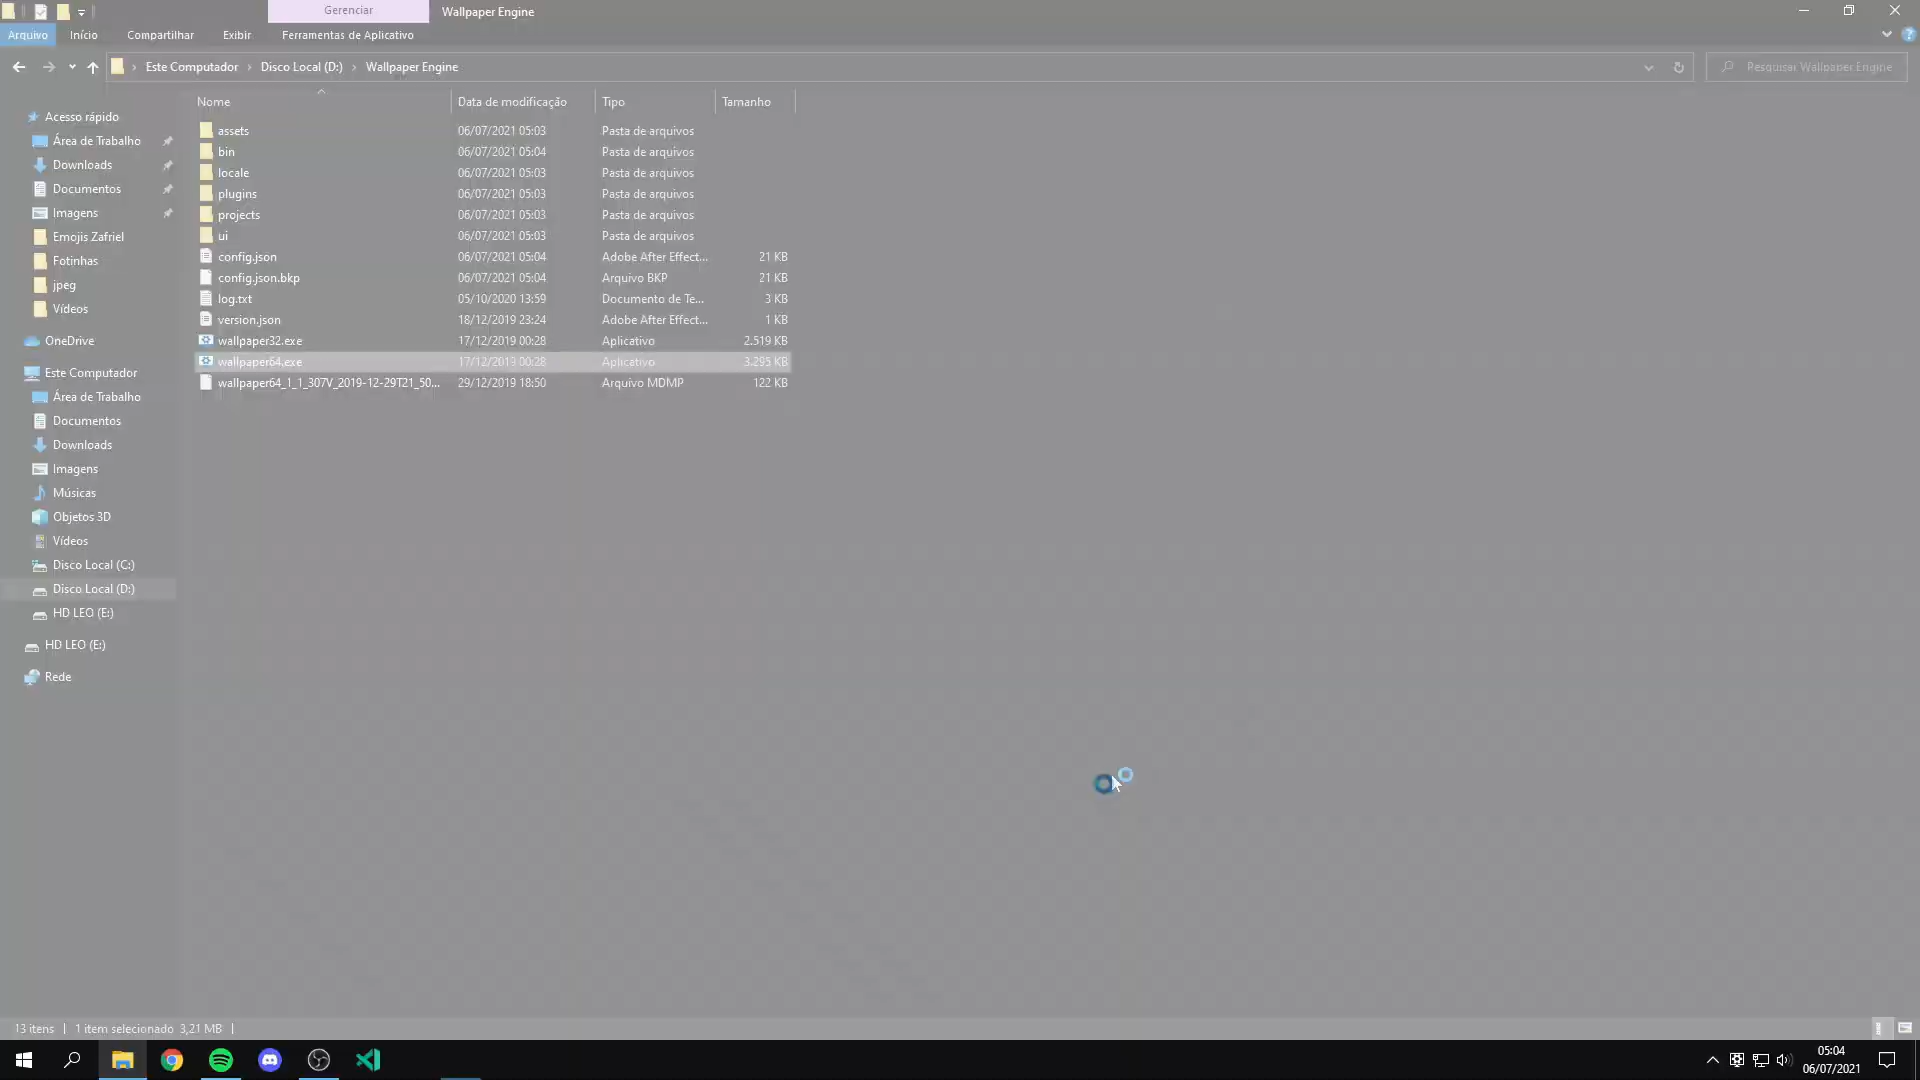 Gerenciar
Wallpaper Engine
Arquivo Início Compartilhar Exibir Ferramentas de Aplicativo
Este Computador Disco Local (D:) Wallpaper Engine
Pesquisar Wallpaper Engine
Nome Data de modificação Tipo Tamanho
assets 06/07/2021 05:03 Pasta de arquivos
bin 06/07/2021 05:04 Pasta de arquivos
locale 06/07/2021 05:03 Pasta de arquivos
plugins 06/07/2021 05:03 Pasta de arquivos
projects 06/07/2021 05:03 Pasta de arquivos
ui 06/07/2021 05:03 Pasta de arquivos
config.json 06/07/2021 05:04 Adobe After Effect... 21 KB
config.json.bkp 06/07/2021 05:04 Arquivo BKP 21 KB
log.txt 05/10/2020 13:59 Documento de Te... 3 KB
version.json 18/12/2019 23:24 Adobe After Effect... 1 KB
wallpaper32.exe 17/12/2019 00:28 Aplicativo 2.519 KB
wallpaper64.exe 17/12/2019 00:28 Aplicativo 3.295 KB
wallpaper64_1_1_307V_2019-12-29T21_50... 29/12/2019 18:50 Arquivo MDMP 122 KB
Acesso rápido
Área de Trabalho
Downloads
Documentos
Imagens
Emojis Zafriel
Fotinhas
jpeg
Vídeos
OneDrive
Este Computador
Área de Trabalho
Documentos
Downloads
Imagens
Músicas
Objetos 3D
Vídeos
Disco Local (C:)
Disco Local (D:)
HD LEO (E:)
HD LEO (E:)
Rede
13 itens 1 item selecionado 3,21 MB
05:04
06/07/2021